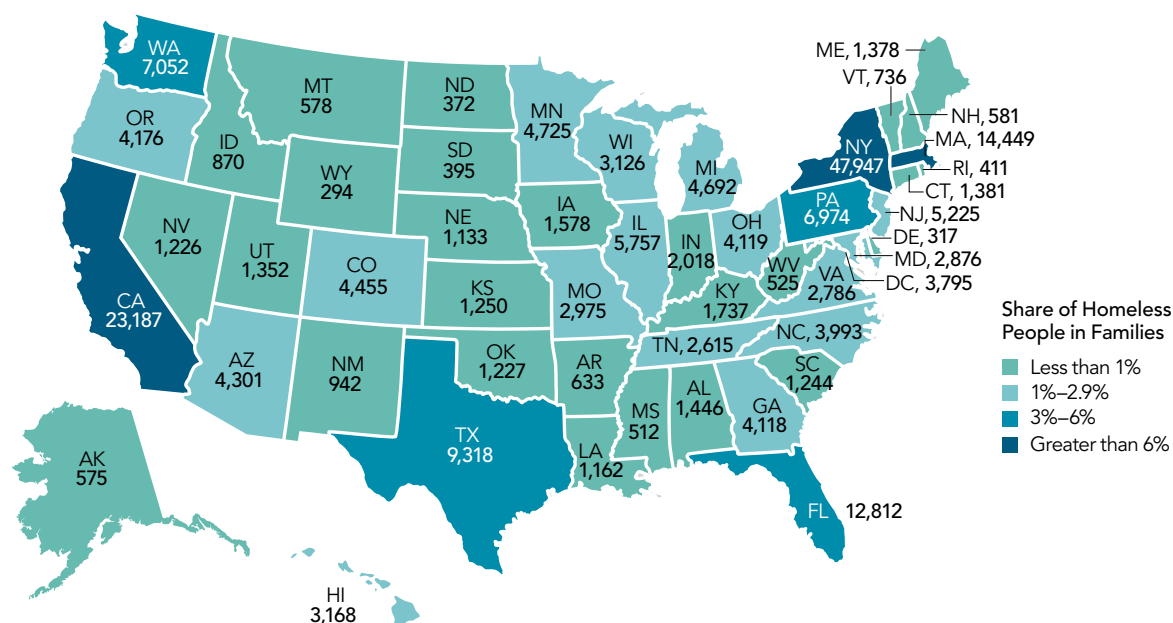 WA
7,052
MT
578
ND
372
MN
4,725
OR
4,176
ID
870
WY
294
SD
395
WI
3,126
MI
4,692
ME, 1,378
VT, 736
NH, 581
MA, 14,449
NY
47,947
RI, 411
CT, 1,381
PA
6,974
NJ, 5,225
DE, 317
MD, 2,876
DC, 3,795
NV
1,226
UT
1,352
CO
4,455
NE
1,133
IA
1,578
IL
5,757
IN
2,018
OH
4,119
WV
525
VA
2,786
CA
23,187
KS
1,250
MO
2,975
KY
1,737
NC, 3,993
TN, 2,615
AZ
4,301
NM
942
OK
1,227
AR
633
SC
1,244
MS
512
AL
1,446
GA
4,118
TX
9,318
LA
1,162
FL
12,812
AK
575
HI
3,168
Share of Homeless
People in Families
Less than 1%
1%–2.9%
3%–6%
Greater than 6%